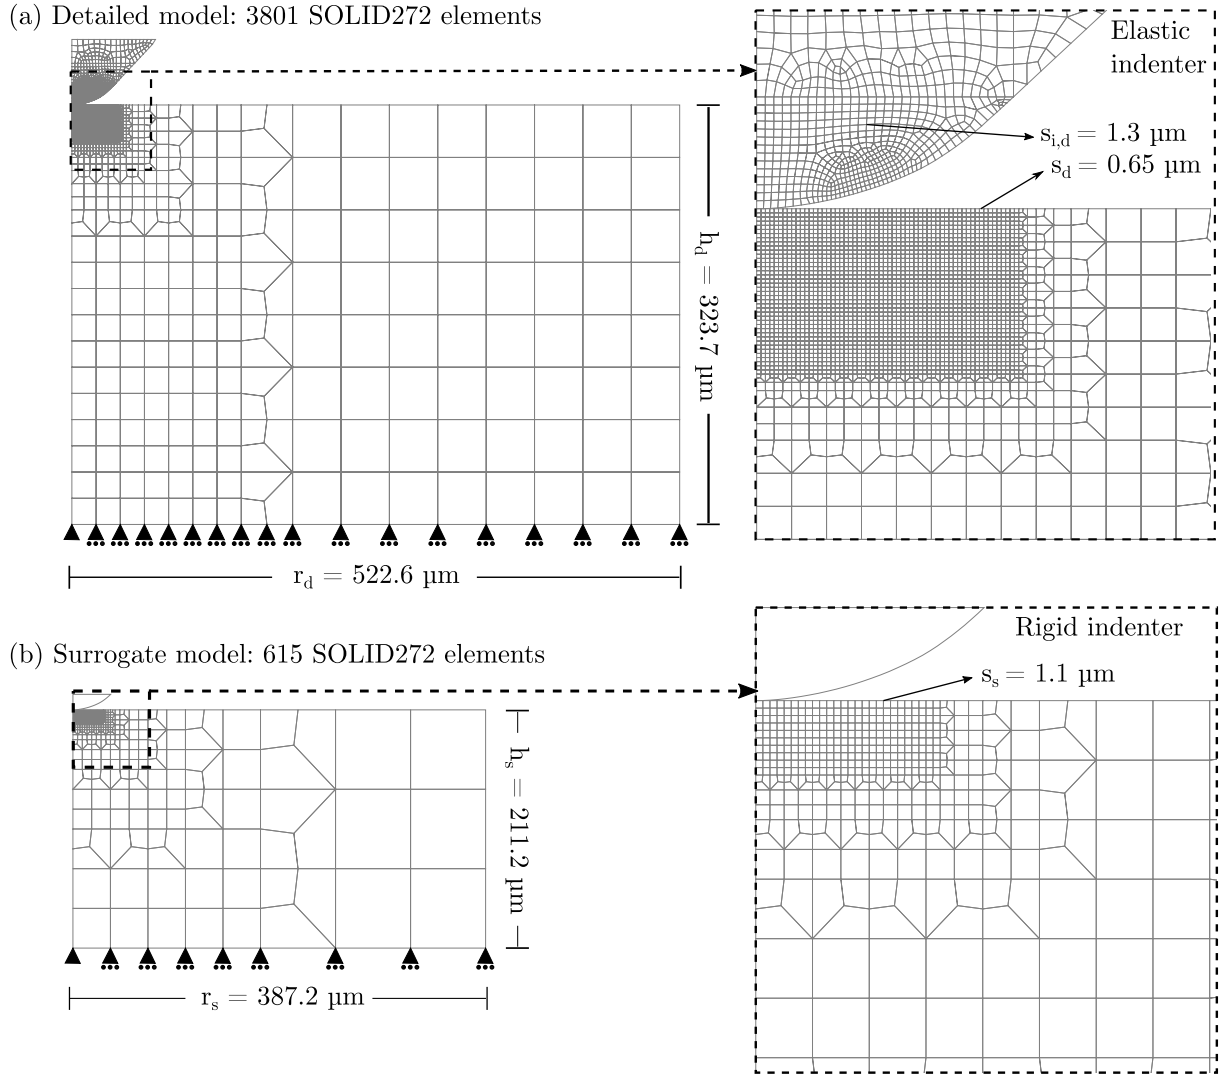 (a) Detailed model: 3801 SOLID272 elements
Elastic
indenter
s_{i,d} = 1.3 µm
s_d = 0.65 µm
h_d = 323.7 µm
r_d = 522.6 µm
(b) Surrogate model: 615 SOLID272 elements
Rigid indenter
s_s = 1.1 µm
h_s = 211.2 µm
r_s = 387.2 µm